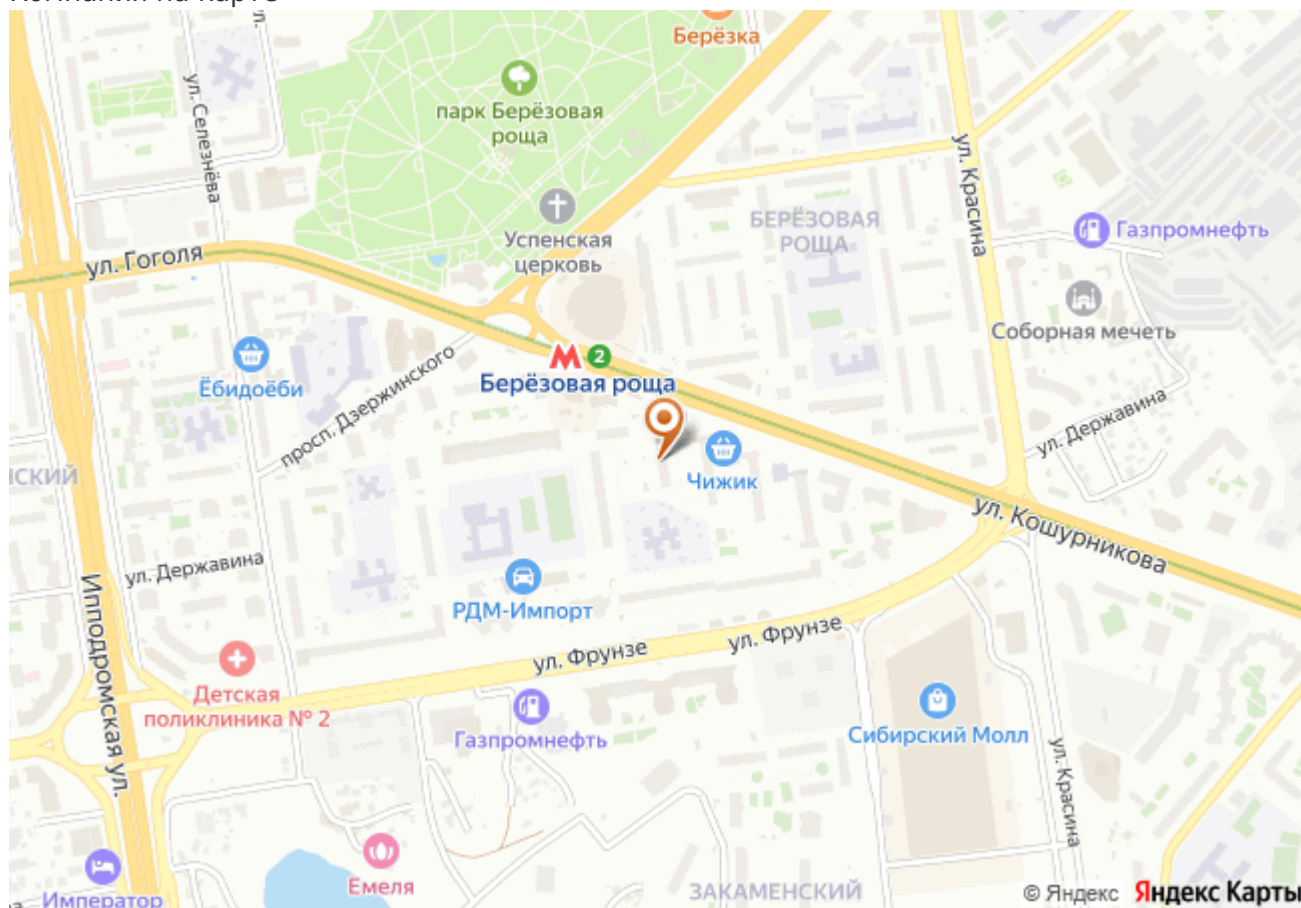 Берёзка
ул. Селезнёва
парк Берёзовая
роща
ул. Красина
Успенская
церковь
БЕРЁЗОВАЯ
РОЩА
Газпромнефть
ул. Гоголя
Соборная мечеть
М 2
Берёзовая роща
Ёбидоёби
просп. Дзержинского
ул. Державина
Чижик
ул. Кошурникова
ул. Державина
РДМ-Импорт
Ипподромская ул.
ул. Фрунзе
ул. Фрунзе
Детская
поликлиника № 2
Газпромнефть
Сибирский Молл
ул. Красина
Емеля
Император
ЗАКАМЕНСКИЙ
© Яндекс Яндекс Карты